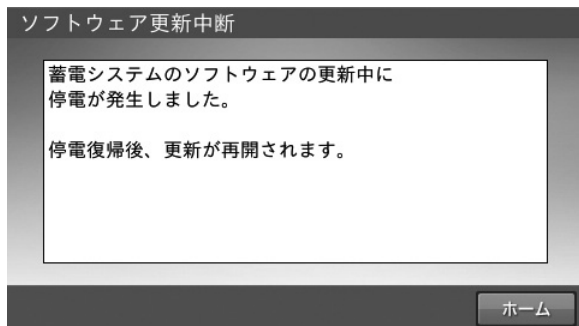 ソフトウェア更新中断
蓄電システムのソフトウェアの更新中に
停電が発生しました。
停電復帰後、更新が再開されます。
ホーム